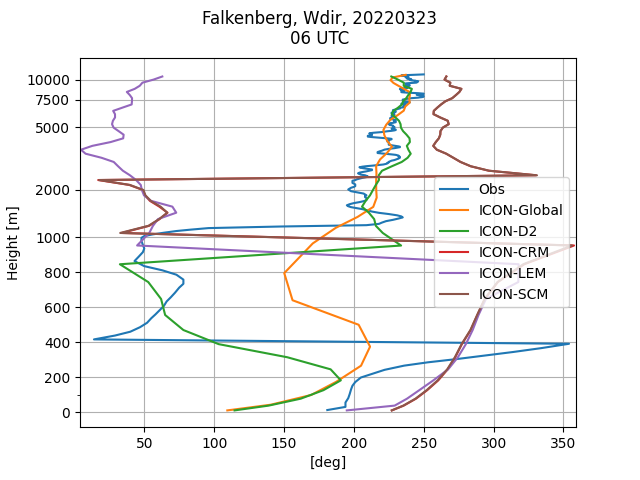 Falkenberg, Wdir, 20220323
06 UTC
Height [m]
10000
7500
5000
2000
1000
800
600
400
200
0
Obs
ICON-Global
ICON-D2
ICON-CRM
ICON-LEM
ICON-SCM
50
100
150
200
250
300
350
[deg]